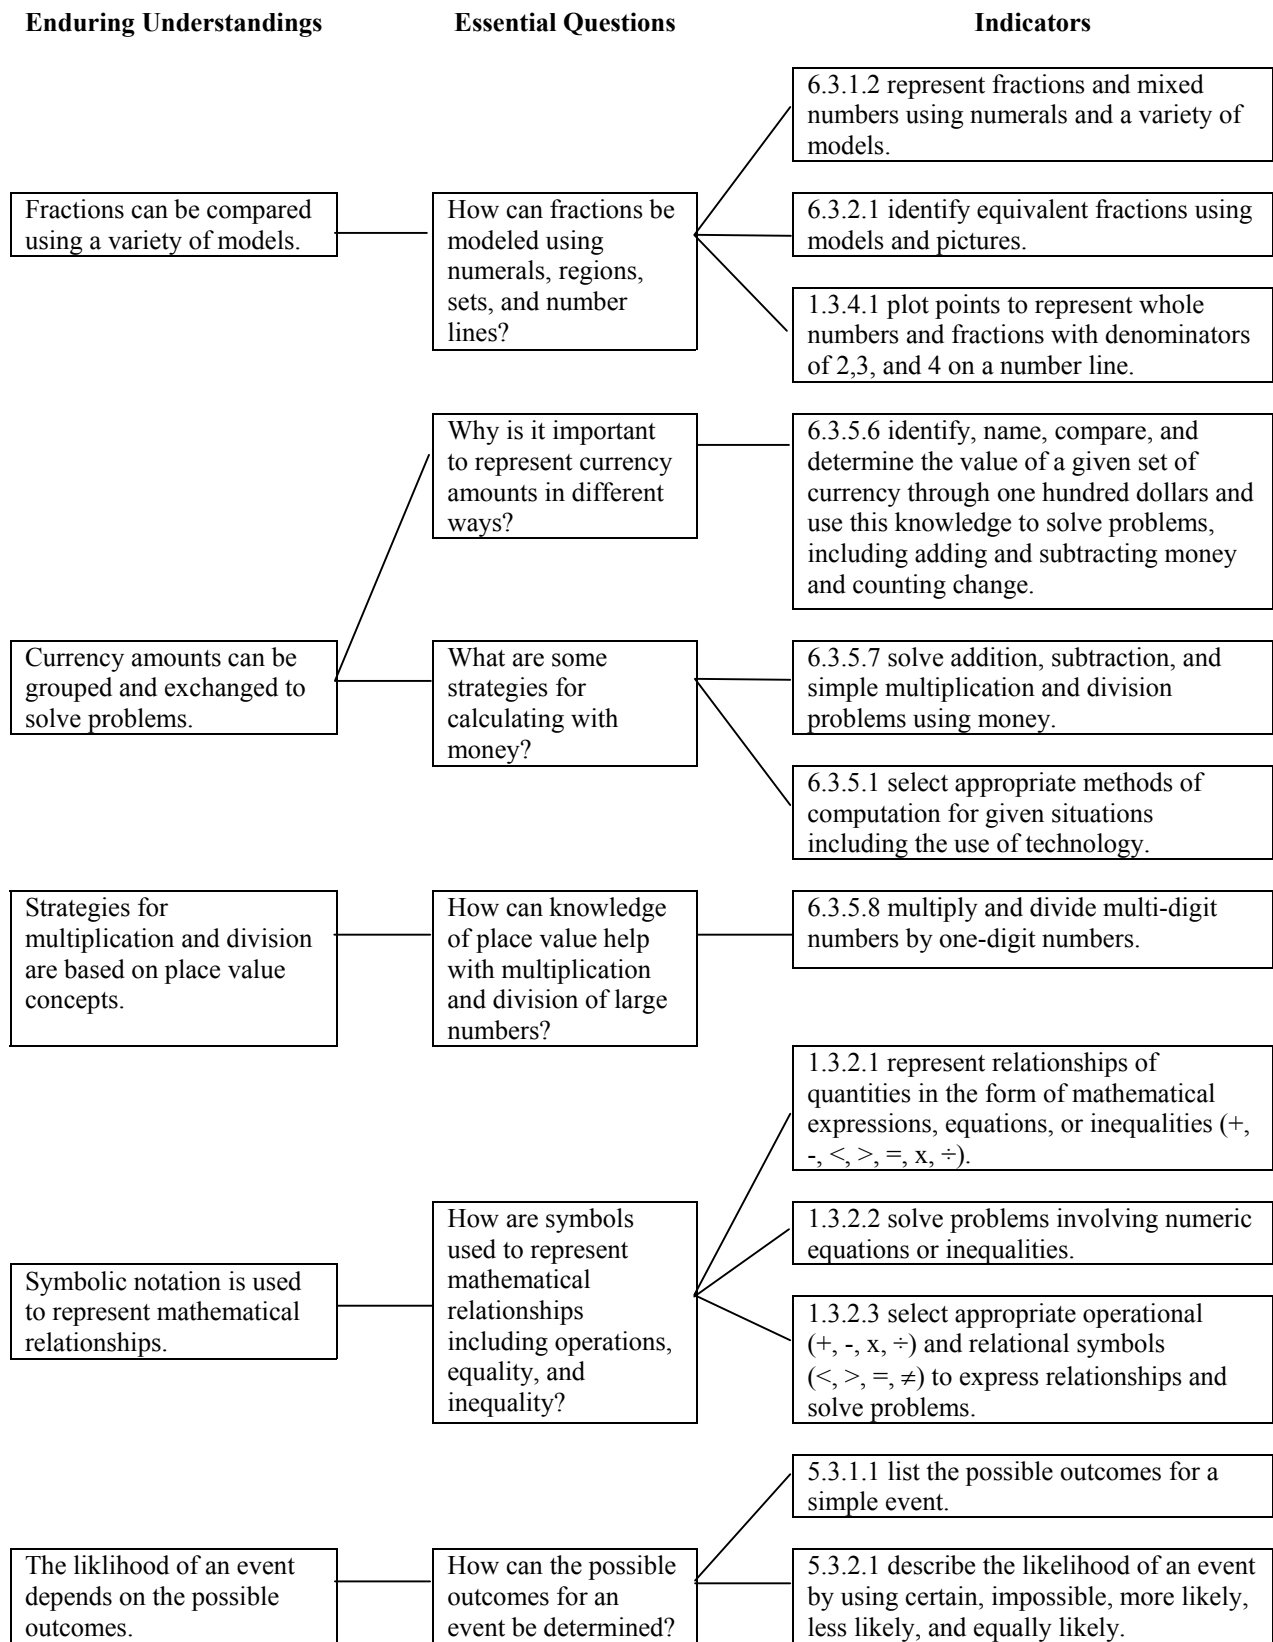 Enduring Understandings
Essential Questions
Indicators
6.3.1.2 represent fractions and mixed
numbers using numerals and a variety of
models.
Fractions can be compared
using a variety of models.
How can fractions be
modeled using
numerals, regions,
sets, and number
lines?
6.3.2.1 identify equivalent fractions using
models and pictures.
1.3.4.1 plot points to represent whole
numbers and fractions with denominators
of 2,3, and 4 on a number line.
Why is it important
to represent currency
amounts in different
ways?
6.3.5.6 identify, name, compare, and
determine the value of a given set of
currency through one hundred dollars and
use this knowledge to solve problems,
including adding and subtracting money
and counting change.
Currency amounts can be
grouped and exchanged to
solve problems.
What are some
strategies for
calculating with
money?
6.3.5.7 solve addition, subtraction, and
simple multiplication and division
problems using money.
6.3.5.1 select appropriate methods of
computation for given situations
including the use of technology.
Strategies for
multiplication and division
are based on place value
concepts.
How can knowledge
of place value help
with multiplication
and division of large
numbers?
6.3.5.8 multiply and divide multi-digit
numbers by one-digit numbers.
1.3.2.1 represent relationships of
quantities in the form of mathematical
expressions, equations, or inequalities (+,
-, <, >, =, x, ÷).
Symbolic notation is used
to represent mathematical
relationships.
How are symbols
used to represent
mathematical
relationships
including operations,
equality, and
inequality?
1.3.2.2 solve problems involving numeric
equations or inequalities.
1.3.2.3 select appropriate operational
(+, -, x, ÷) and relational symbols
(<, >, =, ≠) to express relationships and
solve problems.
5.3.1.1 list the possible outcomes for a
simple event.
The liklihood of an event
depends on the possible
outcomes.
How can the possible
outcomes for an
event be determined?
5.3.2.1 describe the likelihood of an event
by using certain, impossible, more likely,
less likely, and equally likely.